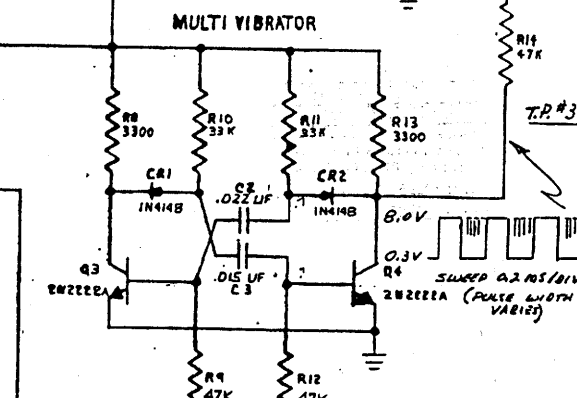 MULTI VIBRATOR
R14
47K
T.P. #3
R8
3300
R10
33K
R11
33K
R13
3300
CR1
1N414B
CR2
1N414B
C2
.022 UF
.015 UF
C3
8.0V
0.3V
Q3
2N2222A
Q4
2N2222A
SWEEP 0.2 MS/DIV
(PULSE WIDTH
VARIES)
R9
47K
R12
47K